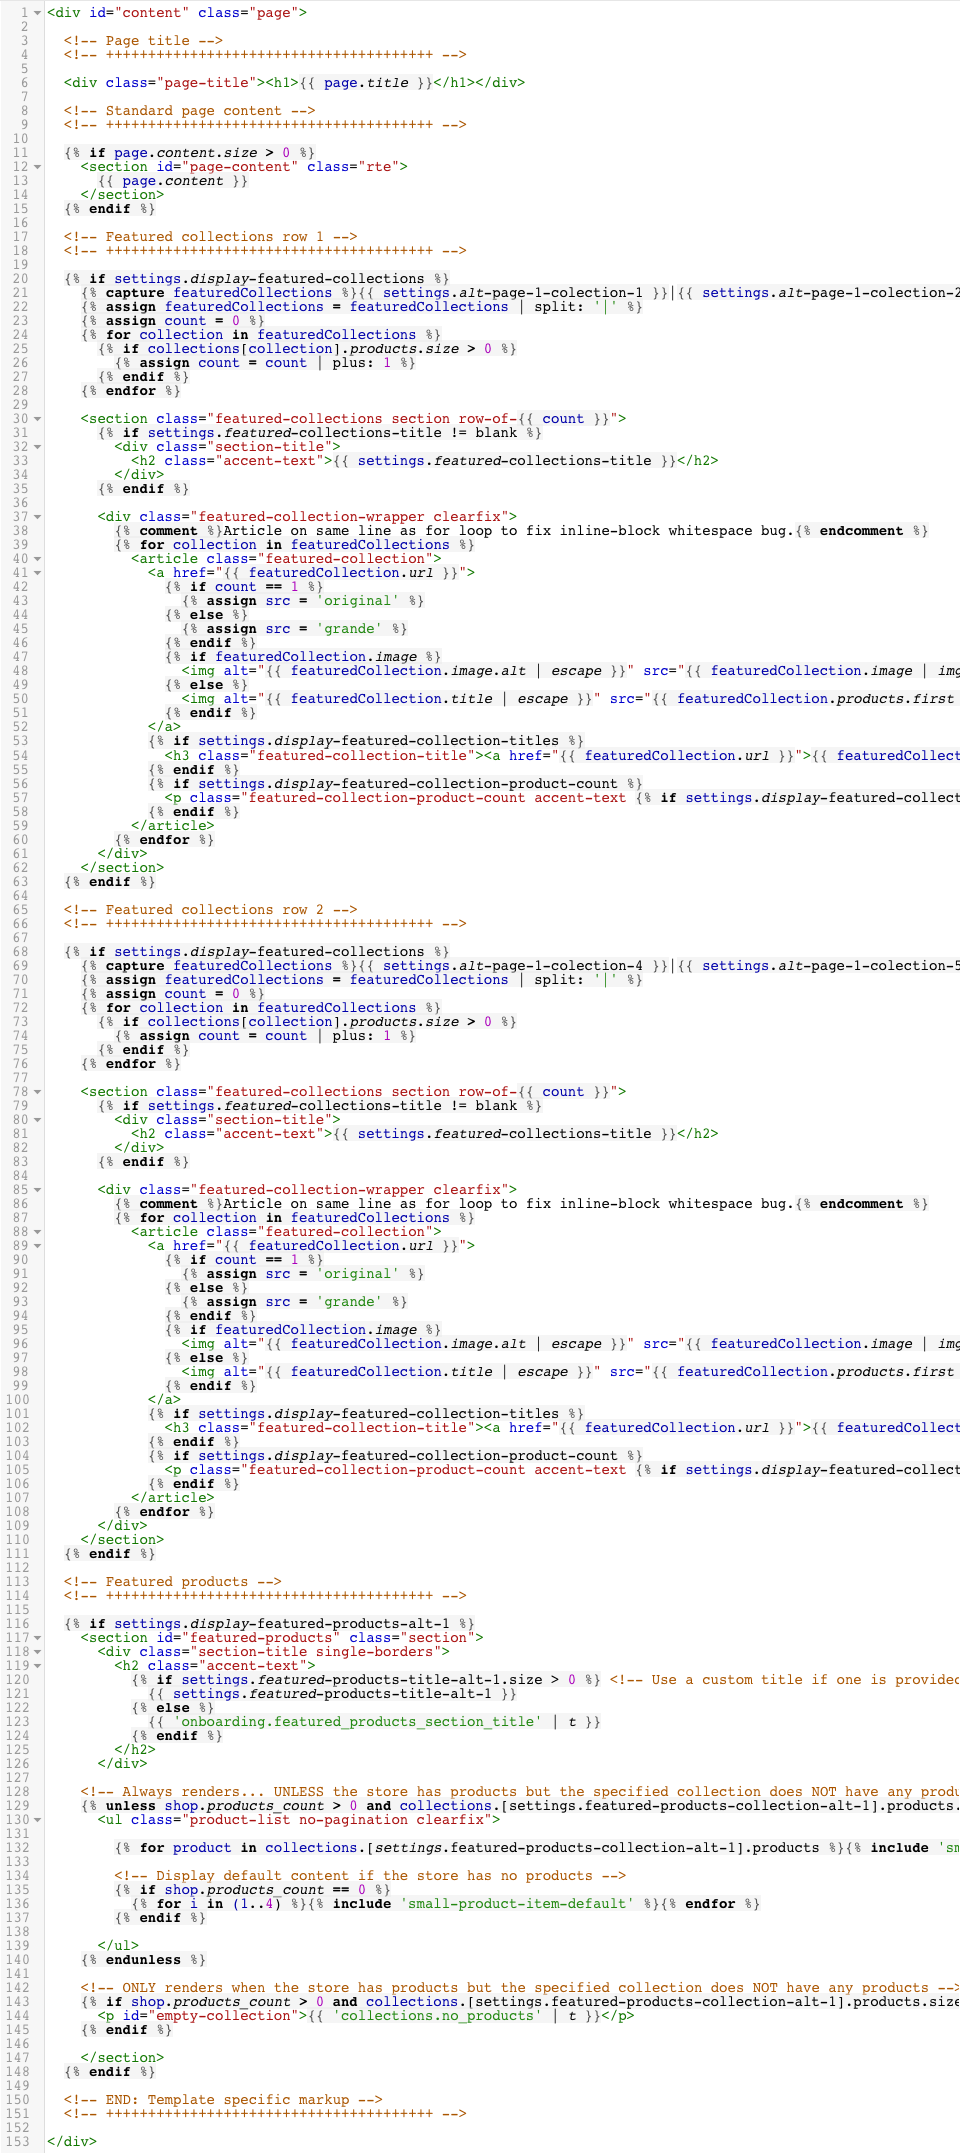 1 <div id="content" class="page">
2
3 <!-- Page title -->
4 <!-- +++++++++++++++++++++++++++++++++++++++ -->
5
6 <div class="page-title"><h1>{{ page.title }}</h1></div>
7
8 <!-- Standard page content -->
9 <!-- +++++++++++++++++++++++++++++++++++++++ -->
10
11 {% if page.content.size > 0 %}
12 <section id="page-content" class="rte">
13 {{ page.content }}
14 </section>
15 {% endif %}
16
17 <!-- Featured collections row 1 -->
18 <!-- +++++++++++++++++++++++++++++++++++++++ -->
19
20 {% if settings.display-featured-collections %}
21 {% capture featuredCollections %}{{ settings.alt-page-1-colection-1 }}|{{ settings.alt-page-1-colection-2
22 {% assign featuredCollections = featuredCollections | split: '|' %}
23 {% assign count = 0 %}
24 {% for collection in featuredCollections %}
25 {% if collections[collection].products.size > 0 %}
26 {% assign count = count | plus: 1 %}
27 {% endif %}
28 {% endfor %}
29
30 <section class="featured-collections section row-of-{{ count }}">
31 {% if settings.featured-collections-title != blank %}
32 <div class="section-title">
33 <h2 class="accent-text">{{ settings.featured-collections-title }}</h2>
34 </div>
35 {% endif %}
36
37 <div class="featured-collection-wrapper clearfix">
38 {% comment %}Article on same line as for loop to fix inline-block whitespace bug.{% endcomment %}
39 {% for collection in featuredCollections %}
40 <article class="featured-collection">
41 <a href="{{ featuredCollection.url }}">
42 {% if count == 1 %}
43 {% assign src = 'original' %}
44 {% else %}
45 {% assign src = 'grande' %}
46 {% endif %}
47 {% if featuredCollection.image %}
48 <img alt="{{ featuredCollection.image.alt | escape }}" src="{{ featuredCollection.image | img
49 {% else %}
50 <img alt="{{ featuredCollection.title | escape }}" src="{{ featuredCollection.products.first
51 {% endif %}
52 </a>
53 {% if settings.display-featured-collection-titles %}
54 <h3 class="featured-collection-title"><a href="{{ featuredCollection.url }}">{{ featuredCollect
55 {% endif %}
56 {% if settings.display-featured-collection-product-count %}
57 <p class="featured-collection-product-count accent-text {% if settings.display-featured-collect
58 {% endif %}
59 </article>
60 {% endfor %}
61 </div>
62 </section>
63 {% endif %}
64
65 <!-- Featured collections row 2 -->
66 <!-- +++++++++++++++++++++++++++++++++++++++ -->
67
68 {% if settings.display-featured-collections %}
69 {% capture featuredCollections %}{{ settings.alt-page-1-colection-4 }}|{{ settings.alt-page-1-colection-5
70 {% assign featuredCollections = featuredCollections | split: '|' %}
71 {% assign count = 0 %}
72 {% for collection in featuredCollections %}
73 {% if collections[collection].products.size > 0 %}
74 {% assign count = count | plus: 1 %}
75 {% endif %}
76 {% endfor %}
77
78 <section class="featured-collections section row-of-{{ count }}">
79 {% if settings.featured-collections-title != blank %}
80 <div class="section-title">
81 <h2 class="accent-text">{{ settings.featured-collections-title }}</h2>
82 </div>
83 {% endif %}
84
85 <div class="featured-collection-wrapper clearfix">
86 {% comment %}Article on same line as for loop to fix inline-block whitespace bug.{% endcomment %}
87 {% for collection in featuredCollections %}
88 <article class="featured-collection">
89 <a href="{{ featuredCollection.url }}">
90 {% if count == 1 %}
91 {% assign src = 'original' %}
92 {% else %}
93 {% assign src = 'grande' %}
94 {% endif %}
95 {% if featuredCollection.image %}
96 <img alt="{{ featuredCollection.image.alt | escape }}" src="{{ featuredCollection.image | img
97 {% else %}
98 <img alt="{{ featuredCollection.title | escape }}" src="{{ featuredCollection.products.first
99 {% endif %}
100 </a>
101 {% if settings.display-featured-collection-titles %}
102 <h3 class="featured-collection-title"><a href="{{ featuredCollection.url }}">{{ featuredCollect
103 {% endif %}
104 {% if settings.display-featured-collection-product-count %}
105 <p class="featured-collection-product-count accent-text {% if settings.display-featured-collect
106 {% endif %}
107 </article>
108 {% endfor %}
109 </div>
110 </section>
111 {% endif %}
112
113 <!-- Featured products -->
114 <!-- +++++++++++++++++++++++++++++++++++++++ -->
115
116 {% if settings.display-featured-products-alt-1 %}
117 <section id="featured-products" class="section">
118 <div class="section-title single-borders">
119 <h2 class="accent-text">
120 {% if settings.featured-products-title-alt-1.size > 0 %} <!-- Use a custom title if one is provided
121 {{ settings.featured-products-title-alt-1 }}
122 {% else %}
123 {{ 'onboarding.featured_products_section_title' | t }}
124 {% endif %}
125 </h2>
126 </div>
127
128 <!-- Always renders... UNLESS the store has products but the specified collection does NOT have any produ
129 {% unless shop.products_count > 0 and collections.[settings.featured-products-collection-alt-1].products.
130 <ul class="product-list no-pagination clearfix">
131
132 {% for product in collections.[settings.featured-products-collection-alt-1].products %}{% include 'sm
133
134 <!-- Display default content if the store has no products -->
135 {% if shop.products_count == 0 %}
136 {% for i in (1..4) %}{% include 'small-product-item-default' %}{% endfor %}
137 {% endif %}
138
139 </ul>
140 {% endunless %}
141
142 <!-- ONLY renders when the store has products but the specified collection does NOT have any products -->
143 {% if shop.products_count > 0 and collections.[settings.featured-products-collection-alt-1].products.size
144 <p id="empty-collection">{{ 'collections.no_products' | t }}</p>
145 {% endif %}
146
147 </section>
148 {% endif %}
149
150 <!-- END: Template specific markup -->
151 <!-- +++++++++++++++++++++++++++++++++++++++ -->
152
153 </div>